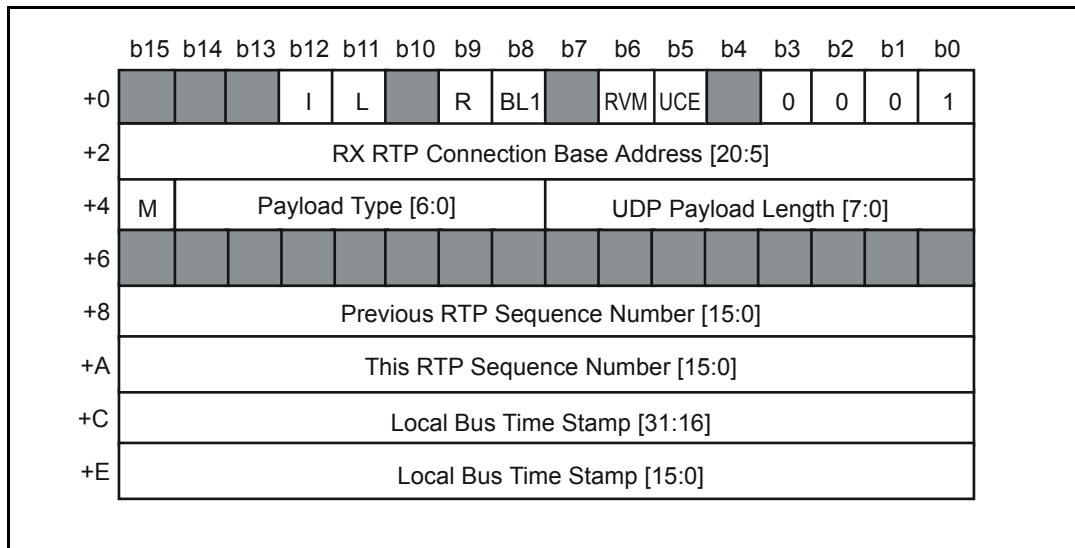 b15 b14 b13 b12 b11 b10 b9 b8 b7 b6 b5 b4 b3 b2 b1 b0
+0 I L R BL1 RVM UCE 0 0 0 1
+2 RX RTP Connection Base Address [20:5]
+4 M Payload Type [6:0] UDP Payload Length [7:0]
+6
+8 Previous RTP Sequence Number [15:0]
+A This RTP Sequence Number [15:0]
+C Local Bus Time Stamp [31:16]
+E Local Bus Time Stamp [15:0]